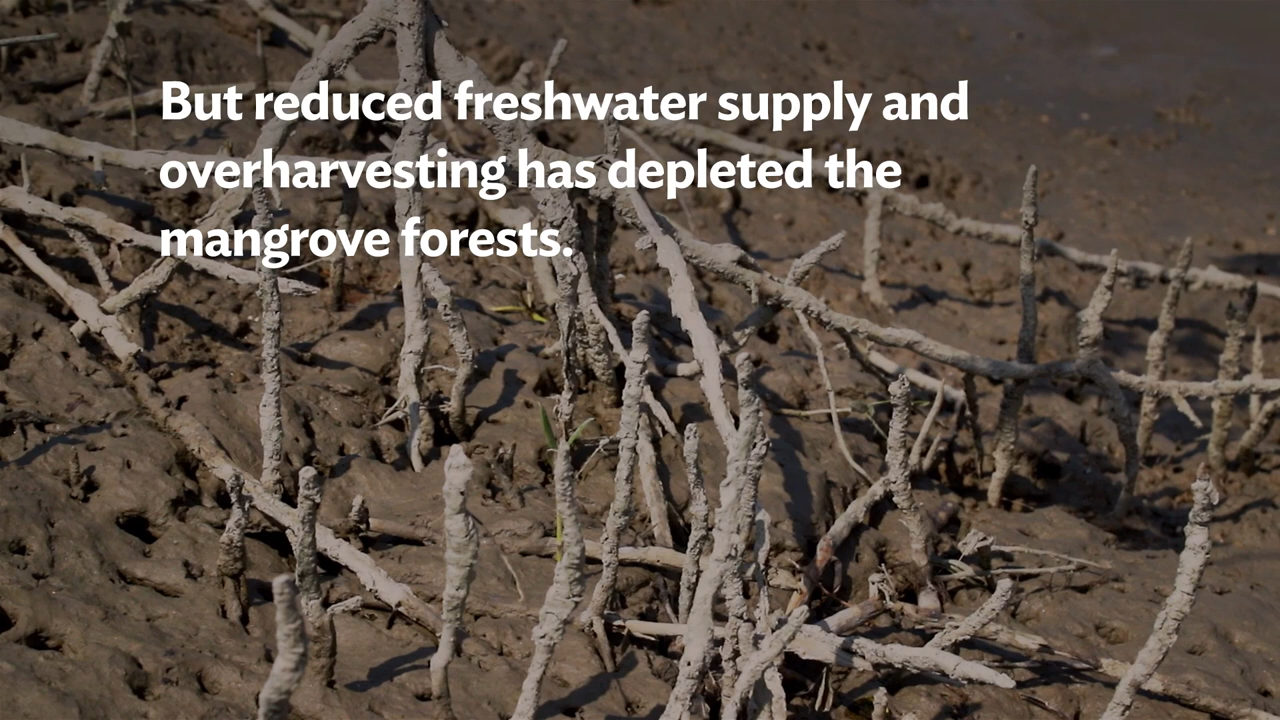 But reduced freshwater supply and
overharvesting has depleted the
mangrove forests.